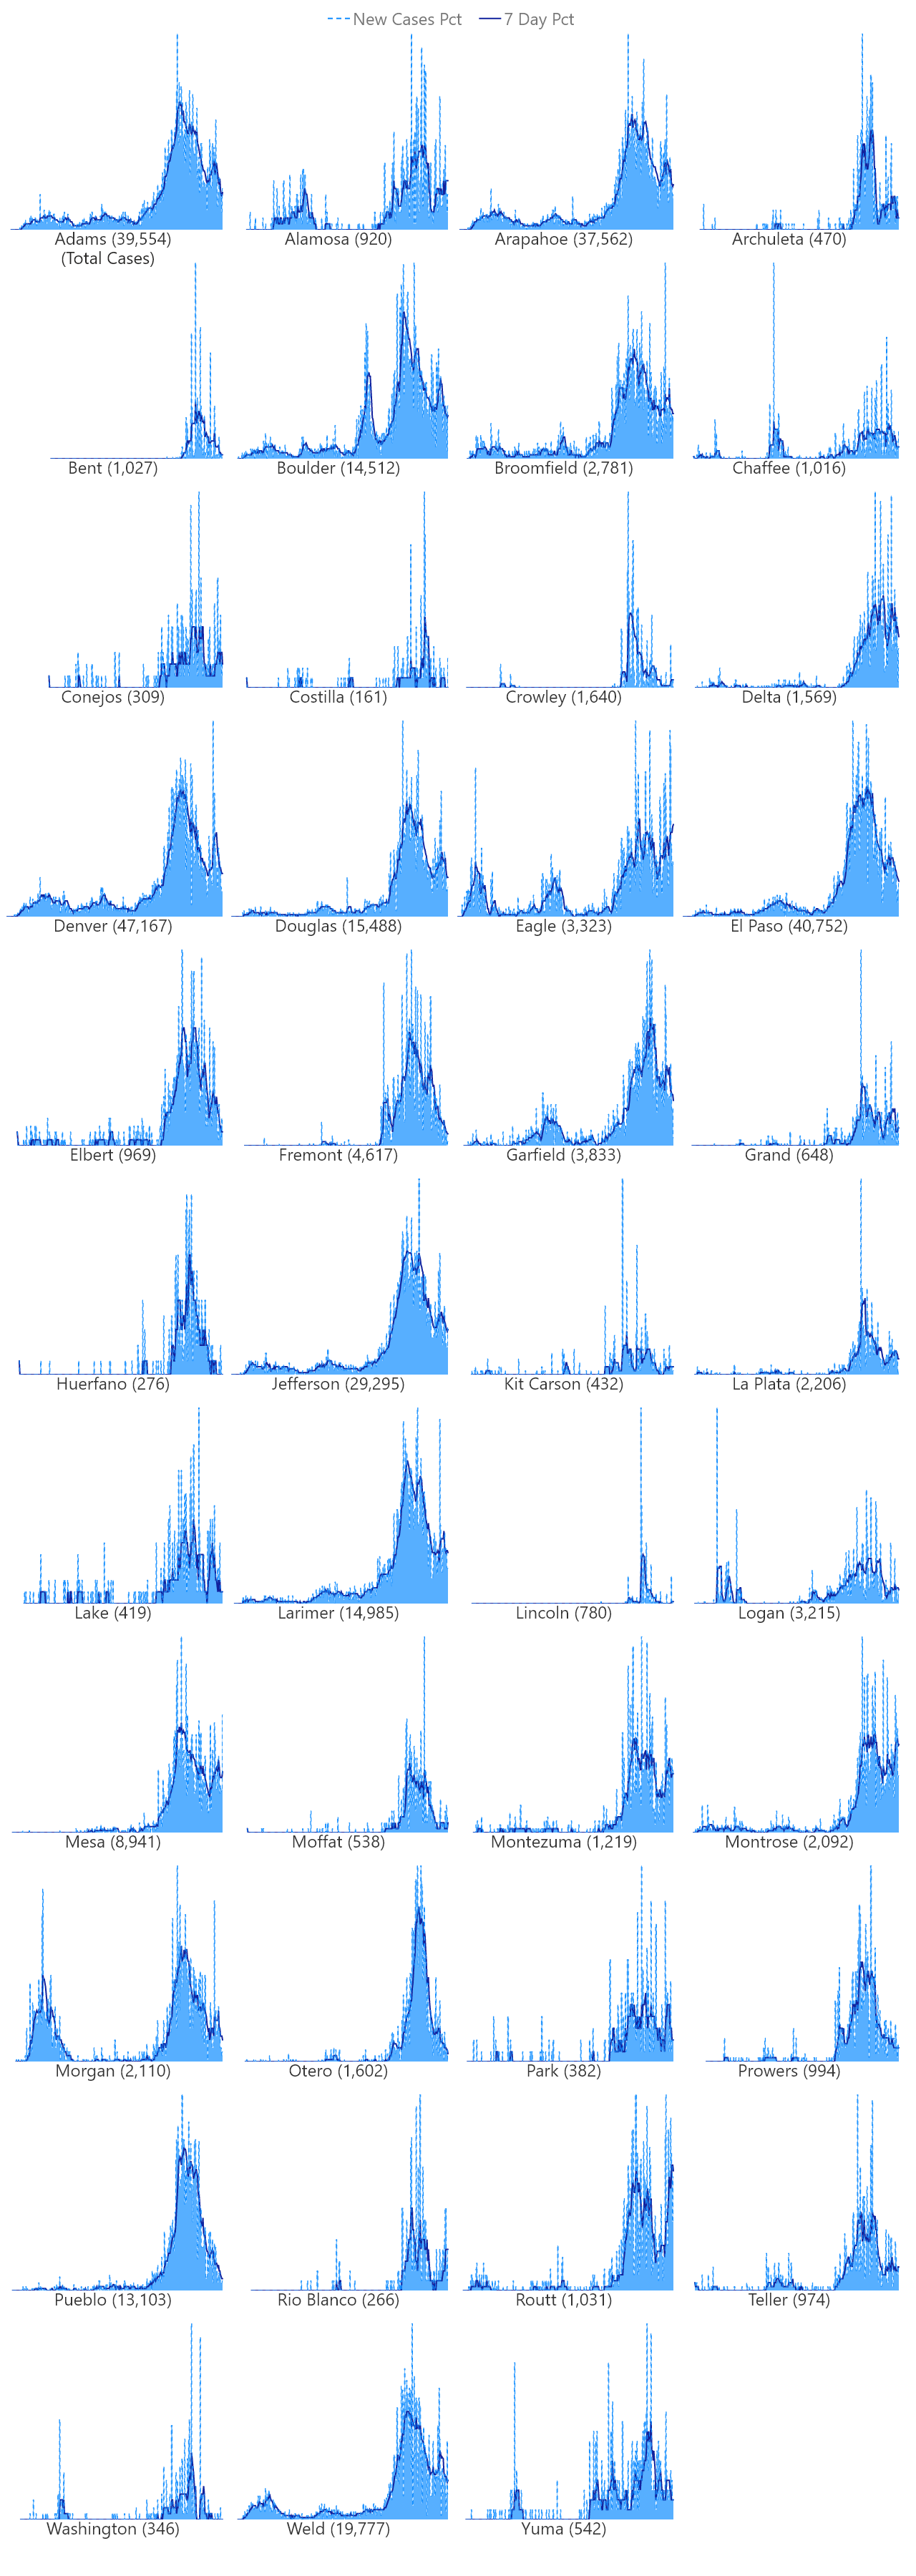 New Cases Pct 7 Day Pct
Adams (39,554)
(Total Cases)
Alamosa (920)
Arapahoe (37,562)
Archuleta (470)
Bent (1,027)
Boulder (14,512)
Broomfield (2,781)
Chaffee (1,016)
Conejos (309)
Costilla (161)
Crowley (1,640)
Delta (1,569)
Denver (47,167)
Douglas (15,488)
Eagle (3,323)
El Paso (40,752)
Elbert (969)
Fremont (4,617)
Garfield (3,833)
Grand (648)
Huerfano (276)
Jefferson (29,295)
Kit Carson (432)
La Plata (2,206)
Lake (419)
Larimer (14,985)
Lincoln (780)
Logan (3,215)
Mesa (8,941)
Moffat (538)
Montezuma (1,219)
Montrose (2,092)
Morgan (2,110)
Otero (1,602)
Park (382)
Prowers (994)
Pueblo (13,103)
Rio Blanco (266)
Routt (1,031)
Teller (974)
Washington (346)
Weld (19,777)
Yuma (542)